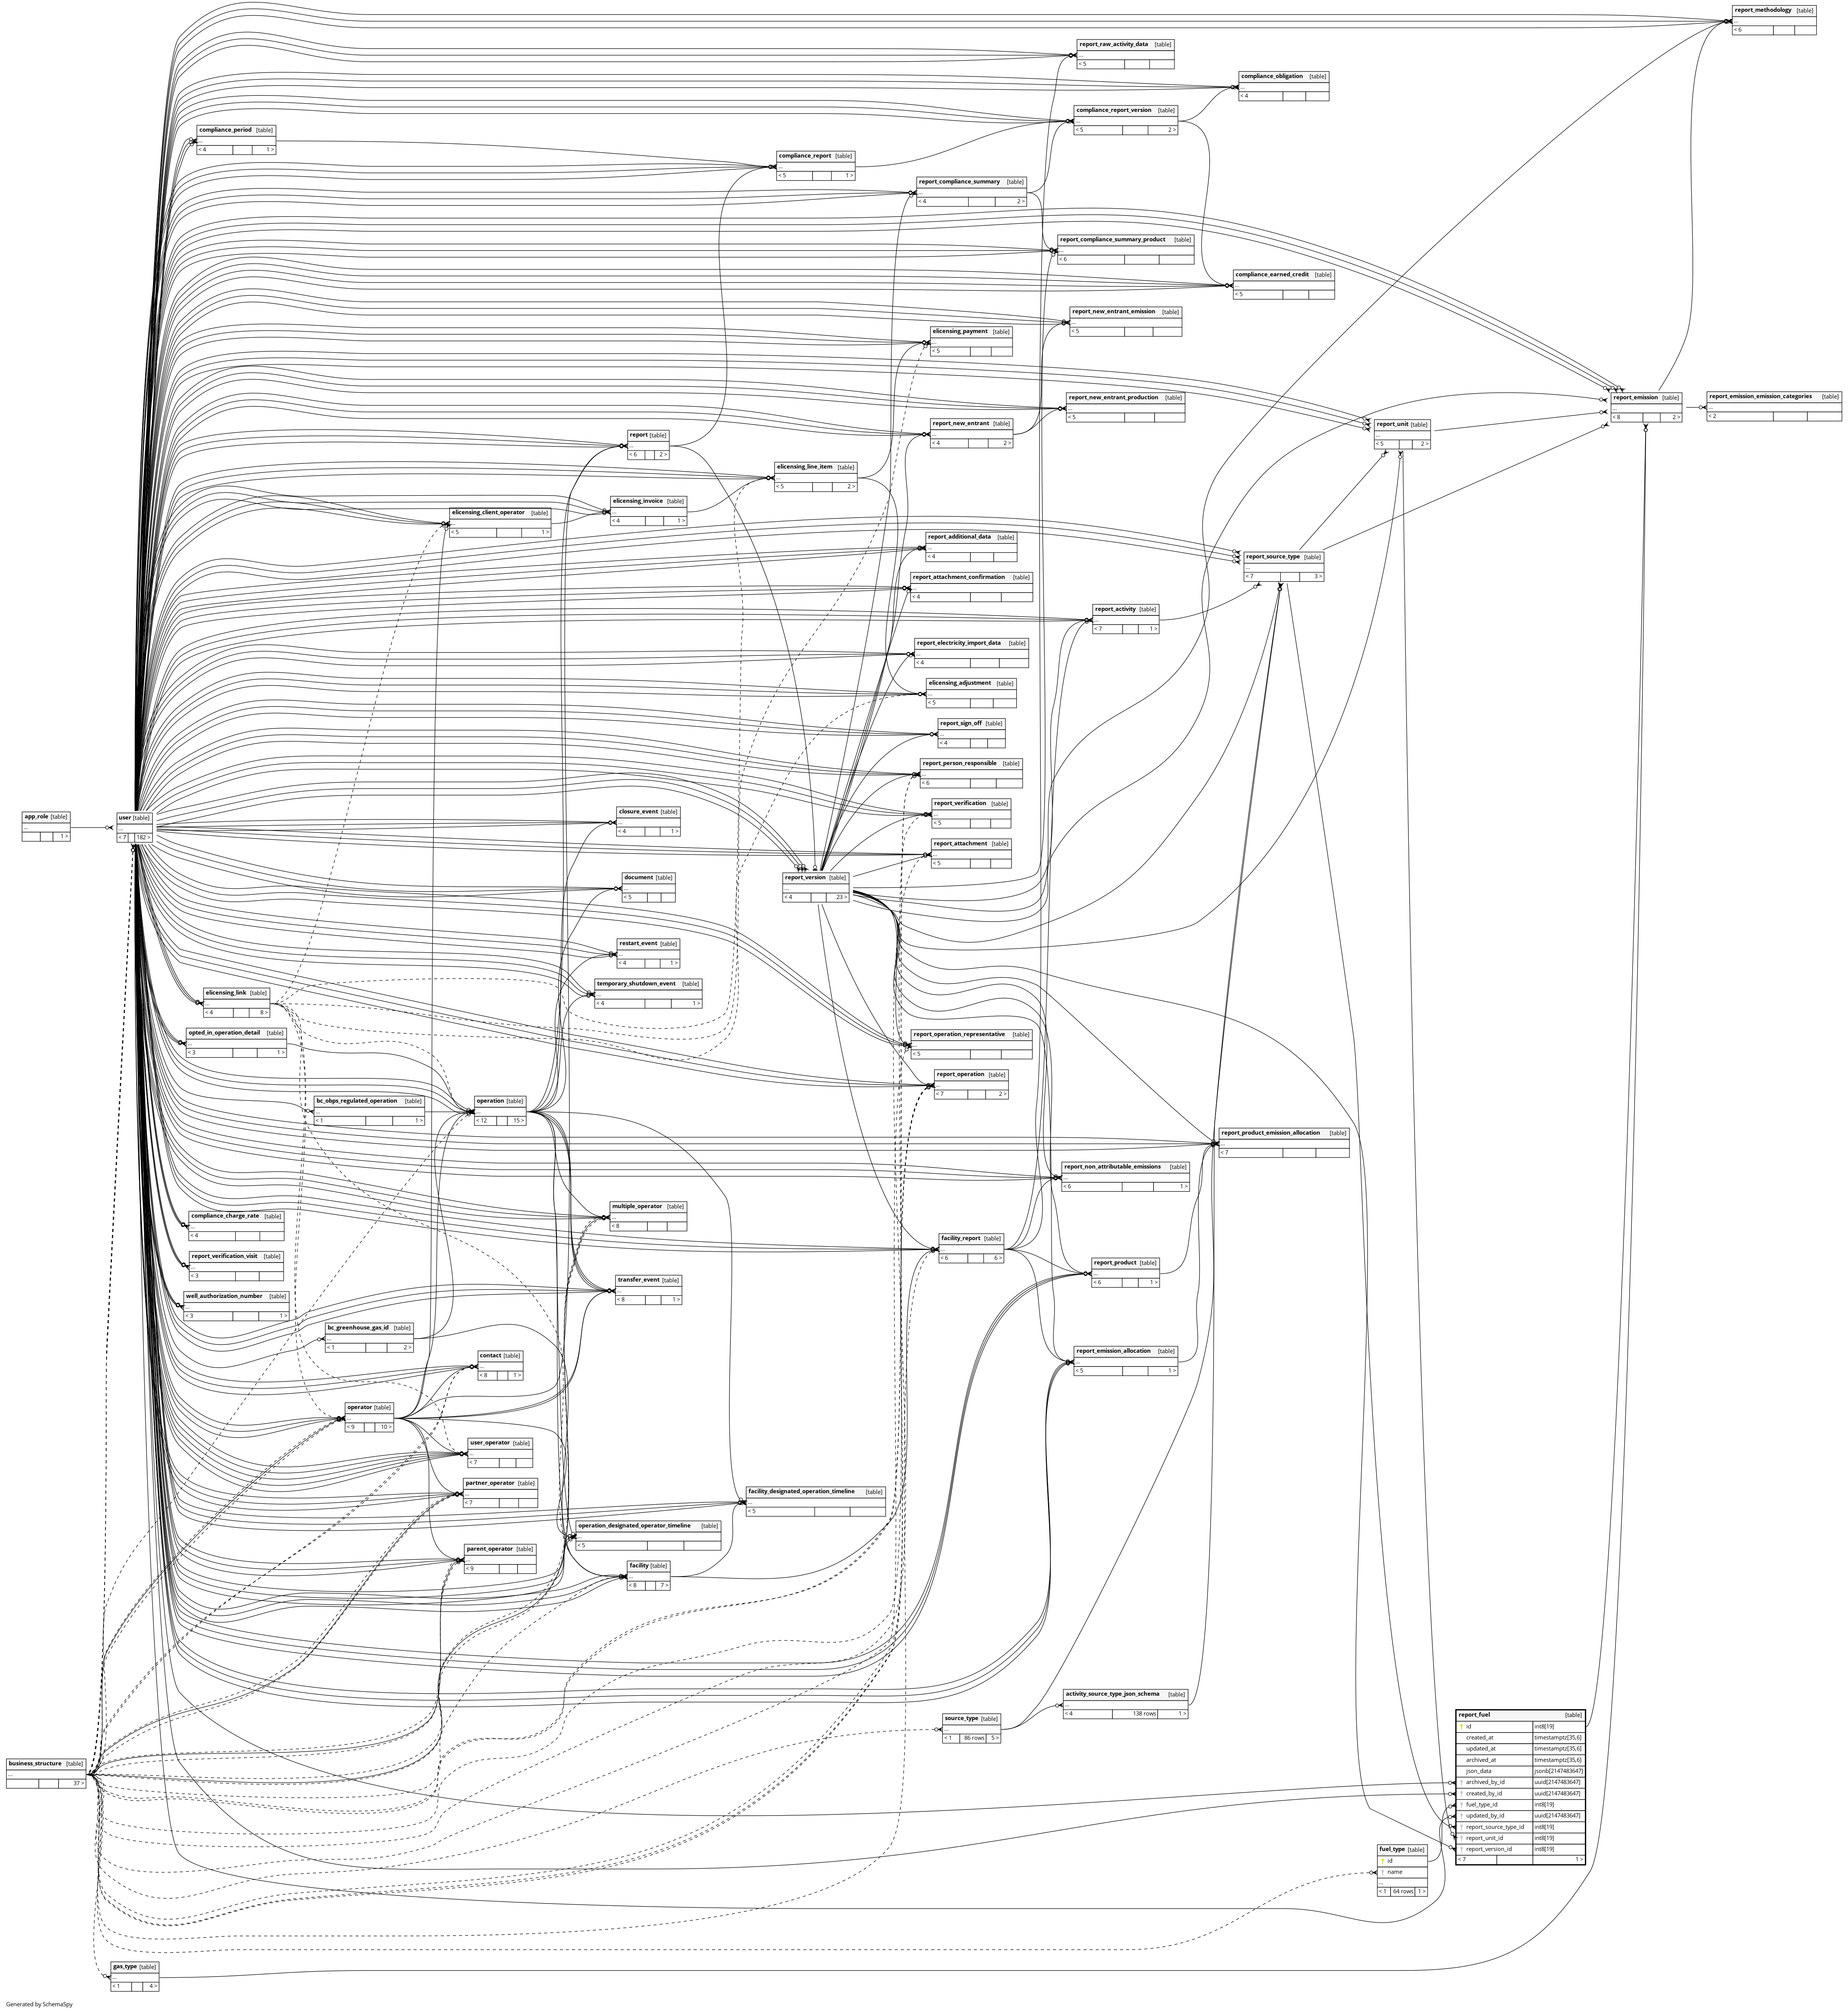 report_methodology [table]
...
< 6
report_raw_activity_data [table]
...
< 5
compliance_obligation [table]
...
< 4
compliance_report_version [table]
...
< 5 2 >
compliance_period [table]
...
< 4 1 >
compliance_report [table]
...
< 5 1 >
report_compliance_summary [table]
...
< 4 2 >
report_compliance_summary_product [table]
...
< 6
compliance_earned_credit [table]
...
< 5
report_new_entrant_emission [table]
...
< 5
elicensing_payment [table]
...
< 5
report_new_entrant_production [table]
...
< 5
report_emission [table]
...
< 8 2 >
report_emission_emission_categories [table]
...
< 2
report_new_entrant [table]
...
< 4 2 >
report_unit [table]
...
< 5 2 >
report [table]
...
< 6 2 >
elicensing_line_item [table]
...
< 5 2 >
elicensing_invoice [table]
...
< 4 1 >
elicensing_client_operator [table]
...
< 5 1 >
report_additional_data [table]
...
< 4
report_source_type [table]
...
< 7 3 >
report_attachment_confirmation [table]
...
< 4
report_activity [table]
...
< 7 1 >
report_electricity_import_data [table]
...
< 4
elicensing_adjustment [table]
...
< 5
report_sign_off [table]
...
< 4
report_person_responsible [table]
...
< 6
report_verification [table]
...
< 5
app_role [table]
...
1 >
user [table]
...
< 7 182 >
closure_event [table]
...
< 4 1 >
report_attachment [table]
...
< 5
document [table]
...
< 5
report_version [table]
...
< 4 23 >
restart_event [table]
...
< 4 1 >
temporary_shutdown_event [table]
...
< 4 1 >
elicensing_link [table]
...
< 4 8 >
opted_in_operation_detail [table]
...
< 3 1 >
report_operation_representative [table]
...
< 5
report_operation [table]
...
< 7 2 >
bc_obps_regulated_operation [table]
...
< 1 1 >
operation [table]
...
< 12 15 >
report_product_emission_allocation [table]
...
< 7
report_non_attributable_emissions [table]
...
< 6 1 >
multiple_operator [table]
...
< 8
compliance_charge_rate [table]
...
< 4
facility_report [table]
...
< 6 6 >
report_verification_visit [table]
...
< 3
report_product [table]
...
< 6 1 >
transfer_event [table]
...
< 8 1 >
well_authorization_number [table]
...
< 3 1 >
bc_greenhouse_gas_id [table]
...
< 1 2 >
report_emission_allocation [table]
...
< 5 1 >
contact [table]
...
< 8 1 >
operator [table]
...
< 9 10 >
user_operator [table]
...
< 7
partner_operator [table]
...
< 7
facility_designated_operation_timeline [table]
...
< 5
operation_designated_operator_timeline [table]
...
< 5
parent_operator [table]
...
< 9
facility [table]
...
< 8 7 >
activity_source_type_json_schema [table]
...
< 4 138 rows 1 >
source_type [table]
...
< 1 86 rows 5 >
report_fuel [table]
id int8[19]
created_at timestamptz[35,6]
updated_at timestamptz[35,6]
archived_at timestamptz[35,6]
json_data jsonb[2147483647]
archived_by_id uuid[2147483647]
created_by_id uuid[2147483647]
fuel_type_id int8[19]
updated_by_id uuid[2147483647]
report_source_type_id int8[19]
report_unit_id int8[19]
report_version_id int8[19]
< 7 1 >
business_structure [table]
...
37 >
fuel_type [table]
id
name
...
< 1 64 rows 1 >
gas_type [table]
...
< 1 4 >
Generated by SchemaSpy